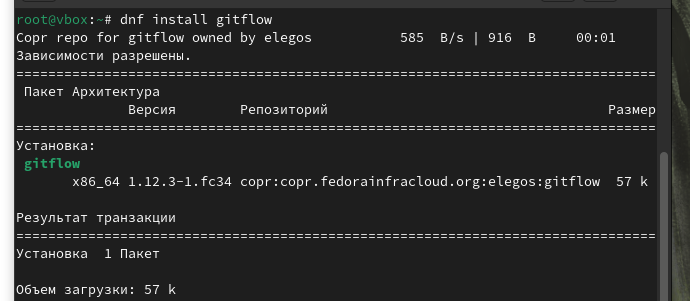 root@vbox:~# dnf install gitflow
Copr repo for gitflow owned by elegos           585  B/s | 916  B     00:01
Зависимости разрешены.
================================================================================
 Пакет Архитектура
              Версия        Репозиторий                                   Размер
================================================================================
Установка:
 gitflow
       x86_64 1.12.3-1.fc34 copr:copr.fedorainfracloud.org:elegos:gitflow  57 k

Результат транзакции
================================================================================
Установка  1 Пакет

Объем загрузки: 57 k